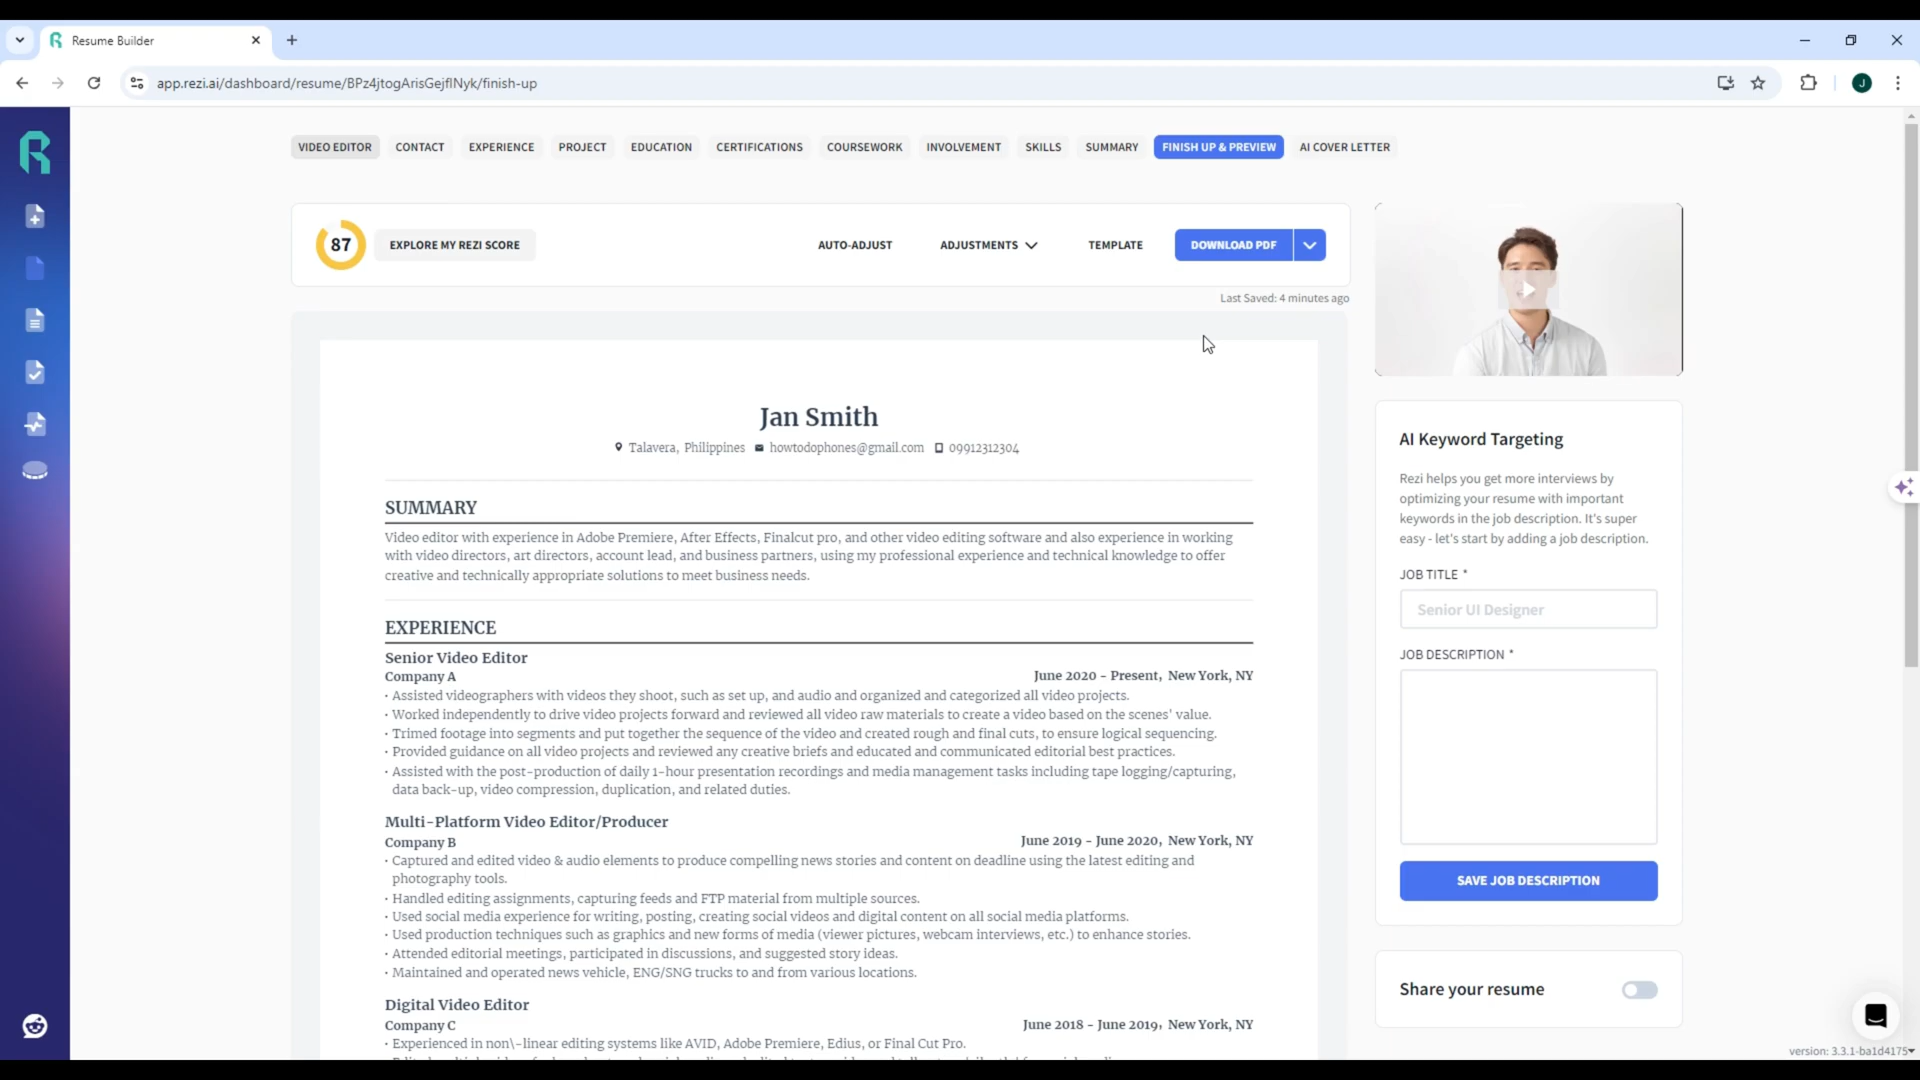 Resume Builder
app.rezi.ai/dashboard/resume/BPz4jtogArisGejflNyk/finish-up
J
VIDEO EDITOR CONTACT EXPERIENCE PROJECT EDUCATION CERTIFICATIONS COURSEWORK INVOLVEMENT SKILLS SUMMARY FINISH UP & PREVIEW AI COVER LETTER
87 EXPLORE MY REZI SCORE AUTO-ADJUST ADJUSTMENTS TEMPLATE DOWNLOAD PDF
Last Saved: 4 minutes ago
Jan Smith
Talavera, Philippines howtodophones@gmail.com 09912312304
SUMMARY
Video editor with experience in Adobe Premiere, After Effects, Finalcut pro, and other video editing software and also experience in working
with video directors, art directors, account lead, and business partners, using my professional experience and technical knowledge to offer
creative and technically appropriate solutions to meet business needs.
EXPERIENCE
Senior Video Editor
Company A June 2020 - Present, New York, NY
• Assisted videographers with videos they shoot, such as set up, and audio and organized and categorized all video projects.
• Worked independently to drive video projects forward and reviewed all video raw materials to create a video based on the scenes' value.
• Trimed footage into segments and put together the sequence of the video and created rough and final cuts, to ensure logical sequencing.
• Provided guidance on all video projects and reviewed any creative briefs and educated and communicated editorial best practices.
• Assisted with the post-production of daily 1-hour presentation recordings and media management tasks including tape logging/capturing,
data back-up, video compression, duplication, and related duties.
Multi-Platform Video Editor/Producer
Company B June 2019 - June 2020, New York, NY
• Captured and edited video & audio elements to produce compelling news stories and content on deadline using the latest editing and
photography tools.
• Handled editing assignments, capturing feeds and FTP material from multiple sources.
• Used social media experience for writing, posting, creating social videos and digital content on all social media platforms.
• Used production techniques such as graphics and new forms of media (viewer pictures, webcam interviews, etc.) to enhance stories.
• Attended editorial meetings, participated in discussions, and suggested story ideas.
• Maintained and operated news vehicle, ENG/SNG trucks to and from various locations.
Digital Video Editor
Company C June 2018 - June 2019, New York, NY
• Experienced in non\-linear editing systems like AVID, Adobe Premiere, Edius, or Final Cut Pro.
AI Keyword Targeting
Rezi helps you get more interviews by
optimizing your resume with important
keywords in the job description. It's super
easy - let's start by adding a job description.
JOB TITLE *
Senior UI Designer
JOB DESCRIPTION *
SAVE JOB DESCRIPTION
Share your resume
version: 3.3.1-ba1d4175